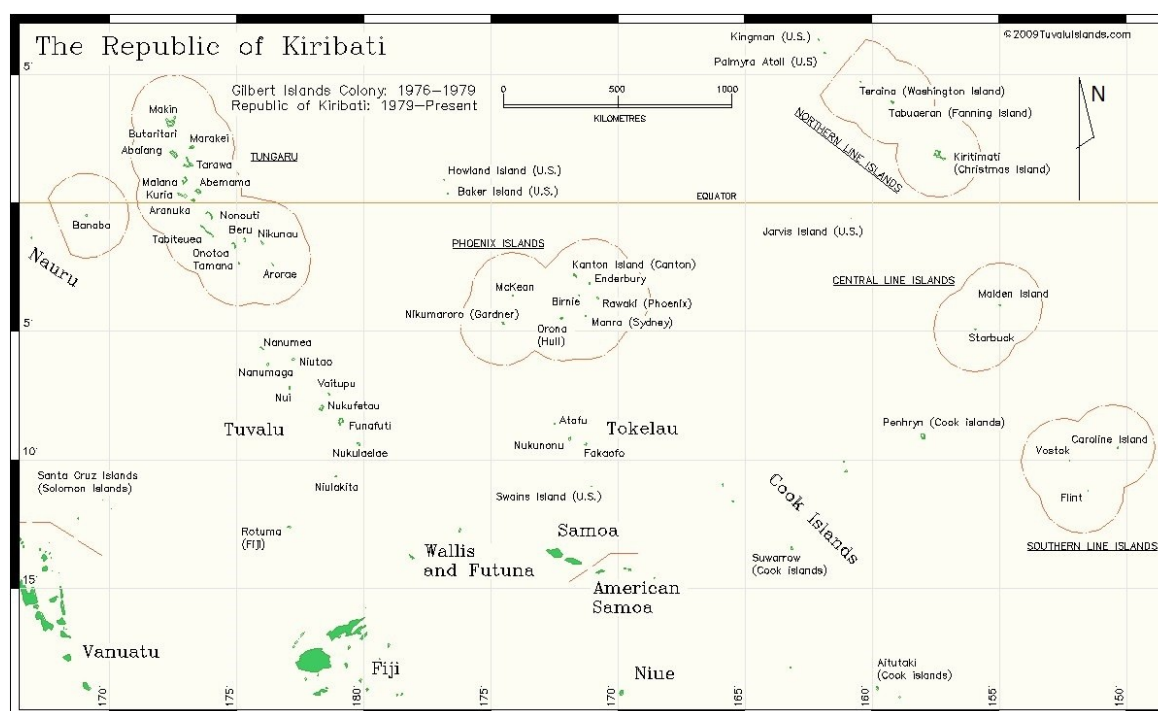 The Republic of Kiribati
Gilbert Islands Colony: 1976-1979
Republic of Kiribati: 1979-Present
0 500 1000
KILOMETRES
Kingman (U.S.)
Palmyra Atoll (U.S)
©2009TuvaluIslands.com
N
5'
Makin
Butaritari
Marakei
Abaiang
TUNGARU
Tarawa
Maiana
Abemama
Kuria
Aranuka
Banaba
Nonouti
Beru
Nikunau
Tabiteuea
Onotoa
Tamana
Arorae
Nauru
Teraina (Washington Island)
Tabuaeran (Fanning Island)
NORTHERN LINE ISLANDS
Kiritimati
(Christmas Island)
Howland Island (U.S.)
Baker Island (U.S.)
EQUATOR
0'
Jarvis Island (U.S.)
PHOENIX ISLANDS
Kanton Island (Canton)
Enderbury
McKean
Birnie
Rawaki (Phoenix)
Nikumaroro (Gardner)
Orona
(Hull)
Manra (Sydney)
CENTRAL LINE ISLANDS
Malden Island
Starbuck
5'
Nanumea
Niutao
Nanumaga
Nui
Vaitupu
Nukufetau
Tuvalu
Funafuti
Nukulaelae
Niulakita
Atafu
Tokelau
Nukunonu
Fakaofo
Penhryn (Cook islands)
Caroline Island
Vostok
Flint
SOUTHERN LINE ISLANDS
10'
Santa Cruz Islands
(Solomon Islands)
Swains Island (U.S.)
Cook Islands
Rotuma
(FIJI)
Wallis
and Futuna
Samoa
American
Samoa
Suwarrow
(Cook islands)
15'
Vanuatu
Fiji
Niue
Aitutaki
(Cook islands)
170'
175'
180'
175'
170'
165'
160'
155'
150'